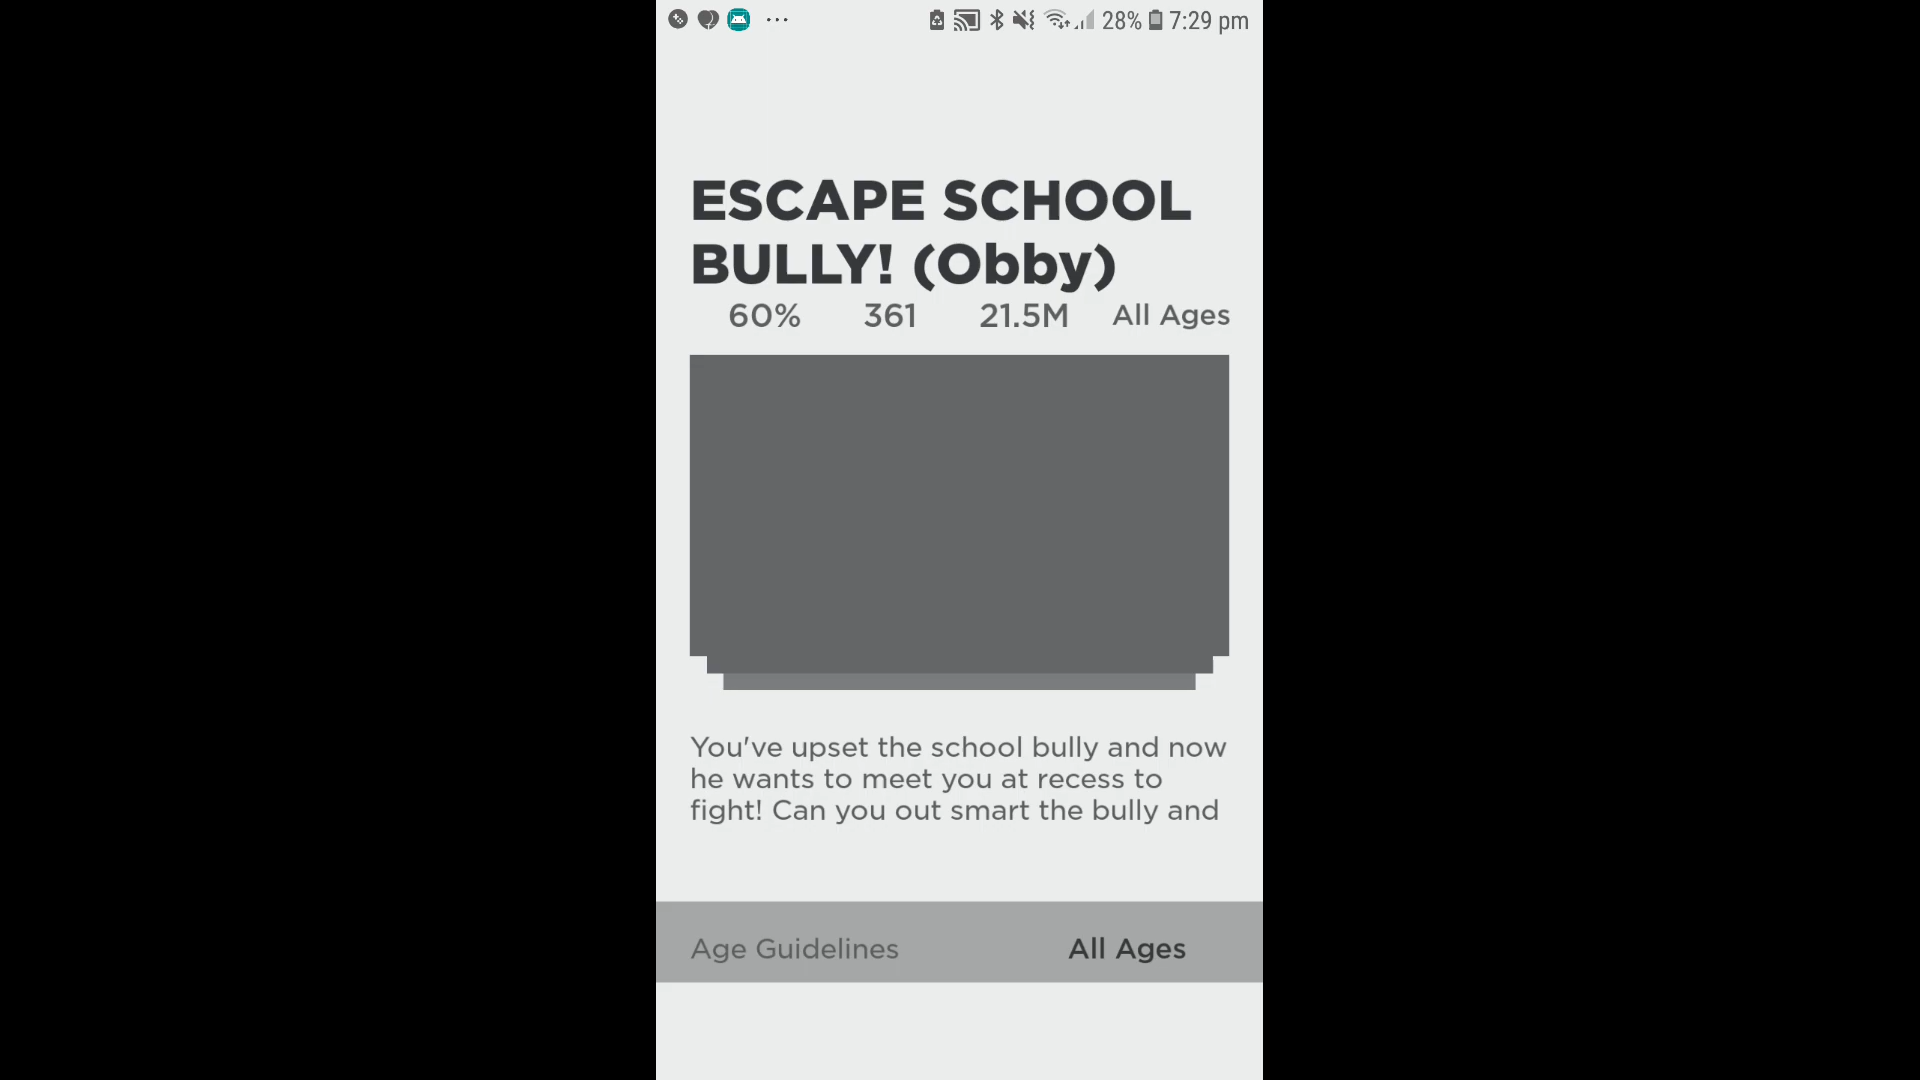 28% 7:29 pm
ESCAPE SCHOOL
BULLY! (Obby)
60% 361 21.5M All Ages
You've upset the school bully and now
he wants to meet you at recess to
fight! Can you out smart the bully and
Age Guidelines All Ages